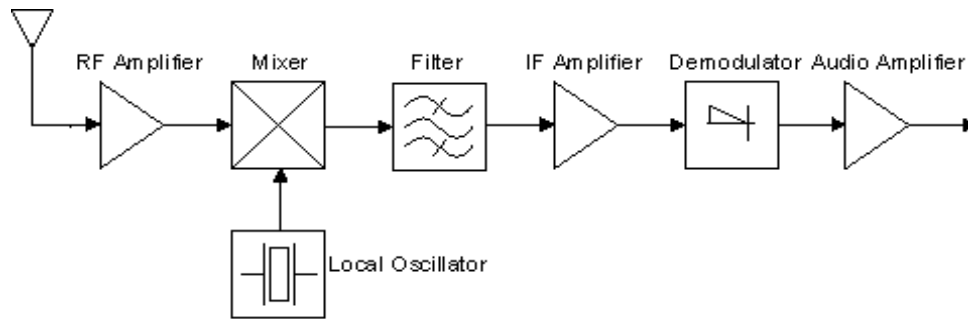 RF Amplifier
Mixer
Filter
IF Amplifier
Demodulator
Audio Amplifier
Local Oscillator